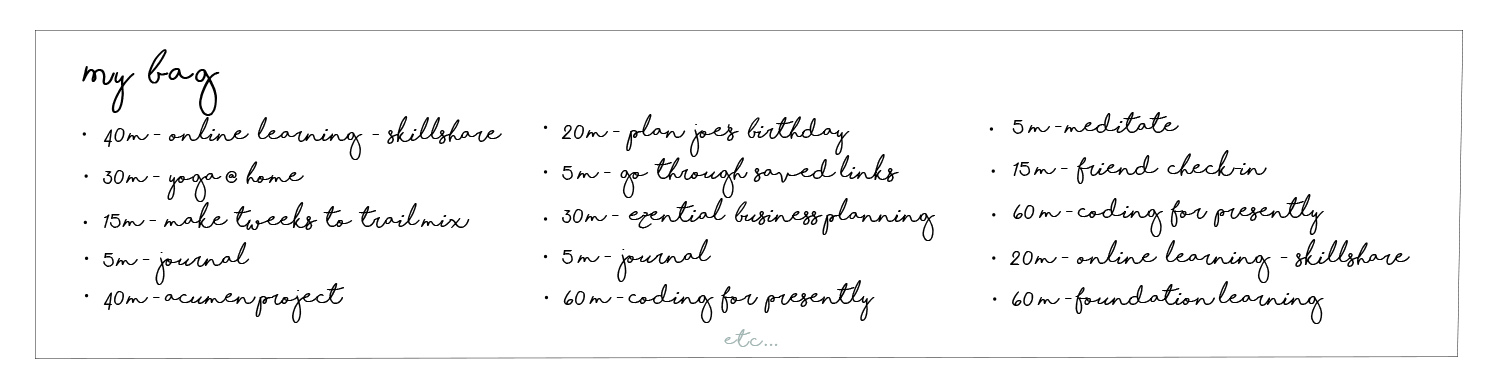 my bag
• 40m - online learning - skillshare
• 30m - yoga @ home
• 15m - make tweeks to trailmix
• 5m - journal
• 40m - acumen project
• 20m - plan joes birthday
• 5m - go through saved links
• 30m - ezential business planning
• 5m - journal
• 60m - coding for presently
• 5m - meditate
• 15m - friend check-in
• 60m - coding for presently
• 20m - online learning - skillshare
• 60m - foundation learning
etc...